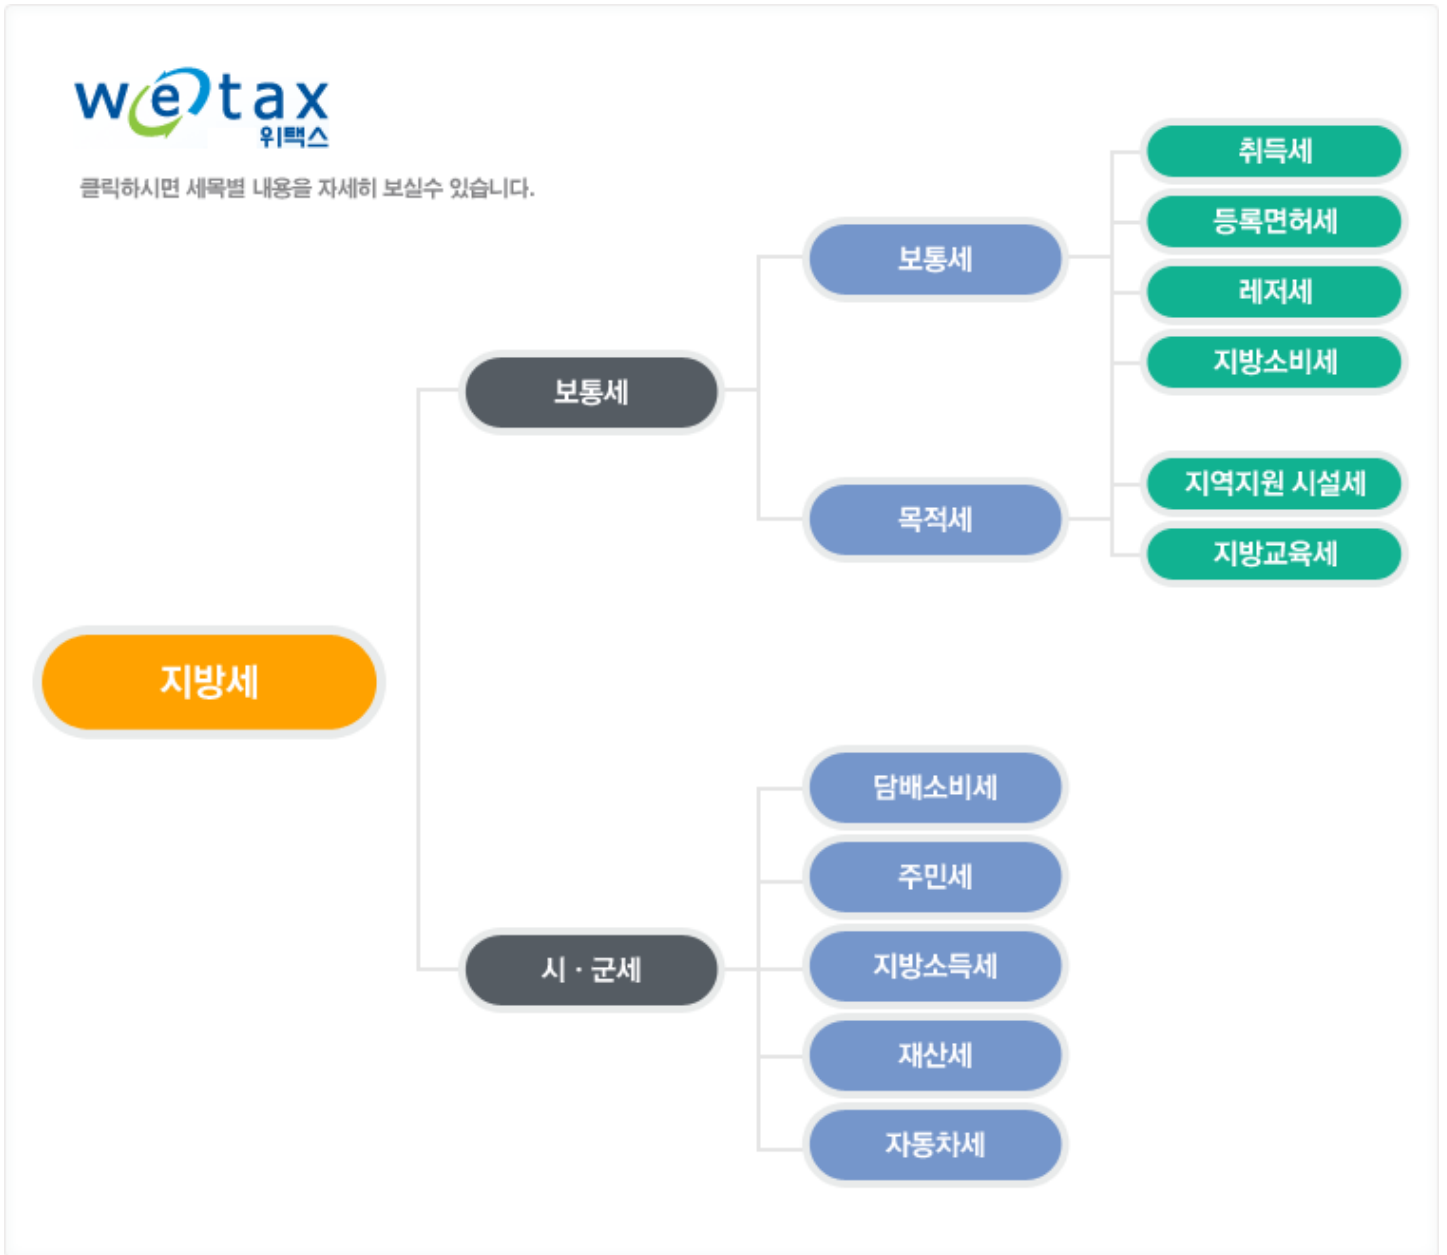 wetax
위택스
클릭하시면 세목별 내용을 자세히 보실수 있습니다.
지방세
보통세
보통세
취득세
등록면허세
레저세
지방소비세
목적세
지역지원 시설세
지방교육세
시 · 군세
담배소비세
주민세
지방소득세
재산세
자동차세